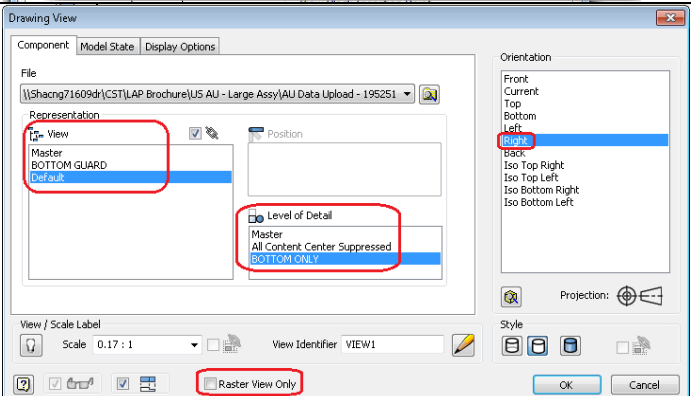 Drawing View
Component Model State Display Options
File
\\Shacng71609dr\CST\LAP Brochure\US AU - Large Assy\AU Data Upload - 195251
Representation
View
Master
BOTTOM GUARD
Default
Position
Level of Detail
Master
All Content Center Suppressed
BOTTOM ONLY
Orientation
Front
Current
Top
Bottom
Left
Right
Back
Iso Top Right
Iso Top Left
Iso Bottom Right
Iso Bottom Left
Projection:
View / Scale Label
Scale 0.17 : 1
View Identifier VIEW1
Style
Raster View Only
OK Cancel